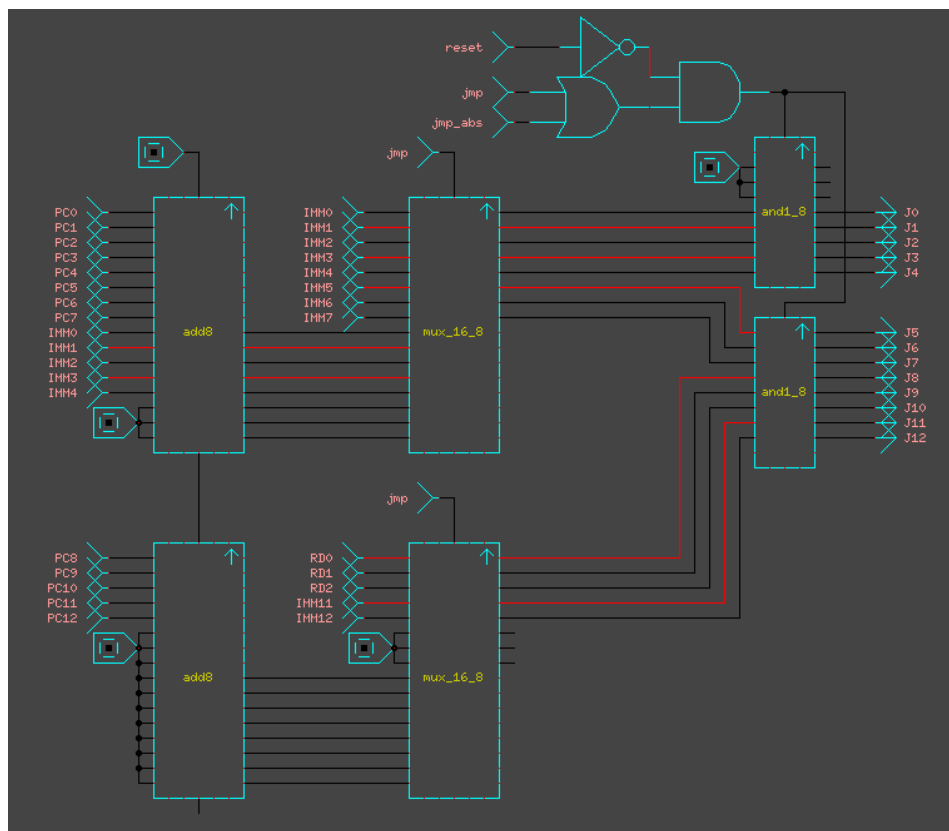 reset
jmp
jmp_abs
jmp
PC0
PC1
PC2
PC3
PC4
PC5
PC6
PC7
IMM0
IMM1
IMM2
IMM3
IMM4
add8
IMM0
IMM1
IMM2
IMM3
IMM4
IMM5
IMM6
IMM7
mux_16_8
and1_8
J0
J1
J2
J3
J4
and1_8
J5
J6
J7
J8
J9
J10
J11
J12
jmp
PC8
PC9
PC10
PC11
PC12
add8
RD0
RD1
RD2
IMM11
IMM12
mux_16_8